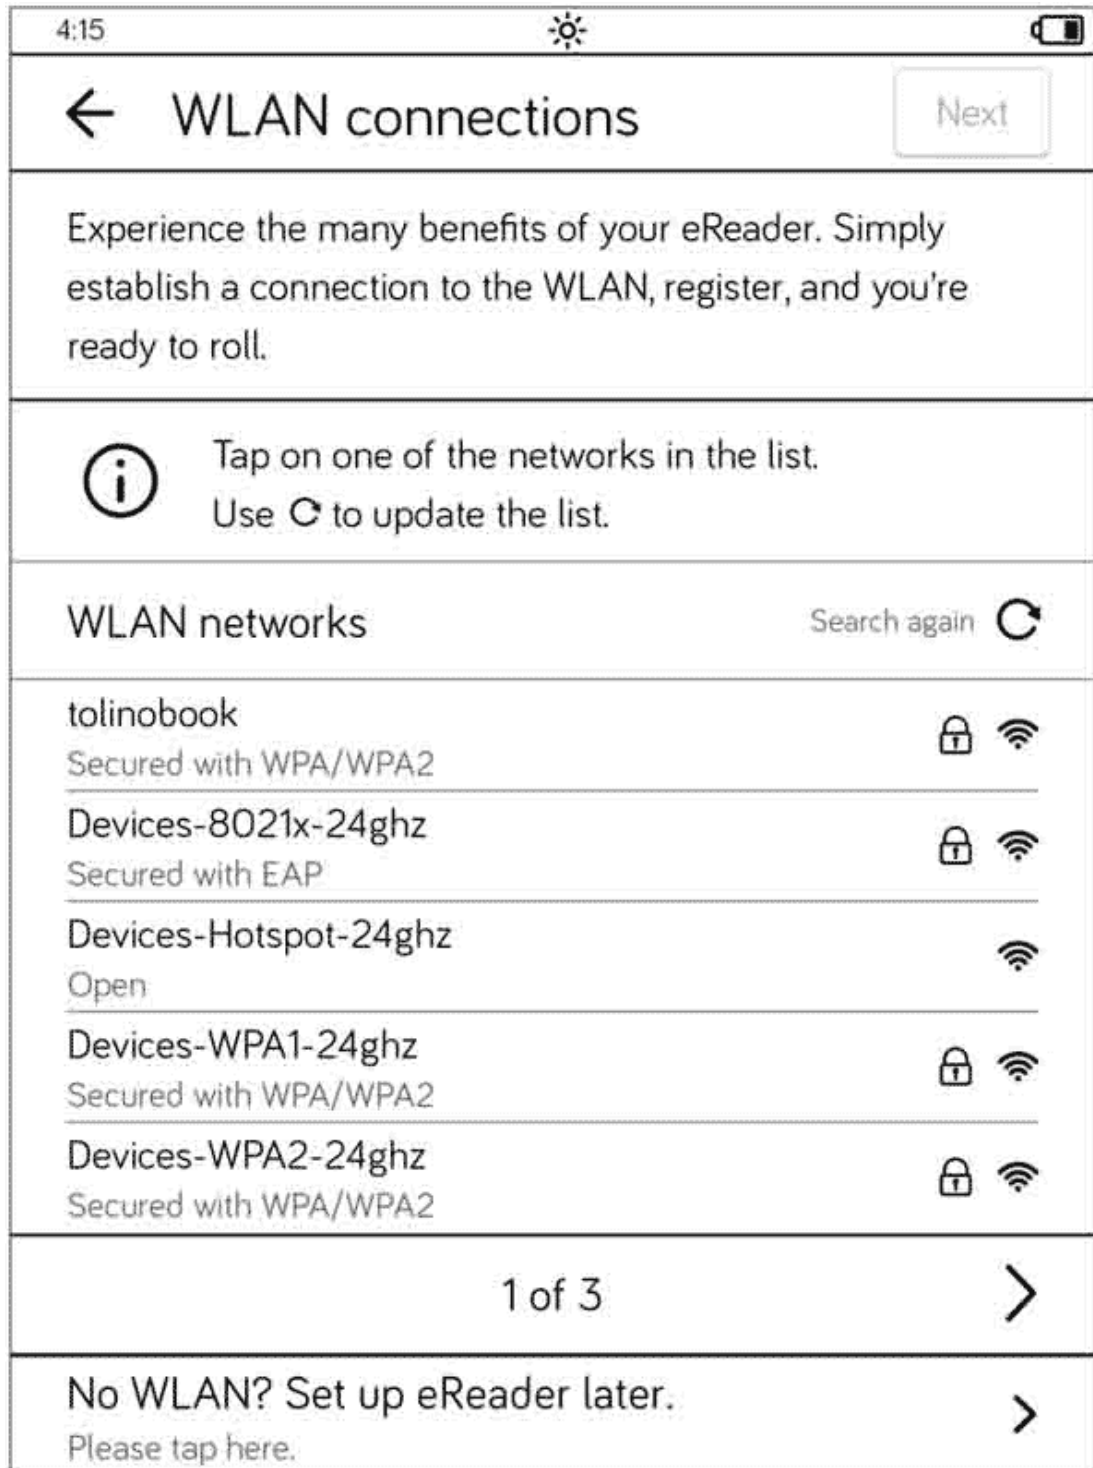 4:15
WLAN connections
Next
Experience the many benefits of your eReader. Simply
establish a connection to the WLAN, register, and you're
ready to roll.
Tap on one of the networks in the list.
Use to update the list.
WLAN networks
Search again
tolinobook
Secured with WPA/WPA2
Devices-8021x-24ghz
Secured with EAP
Devices-Hotspot-24ghz
Open
Devices-WPA1-24ghz
Secured with WPA/WPA2
Devices-WPA2-24ghz
Secured with WPA/WPA2
1 of 3
No WLAN? Set up eReader later.
Please tap here.